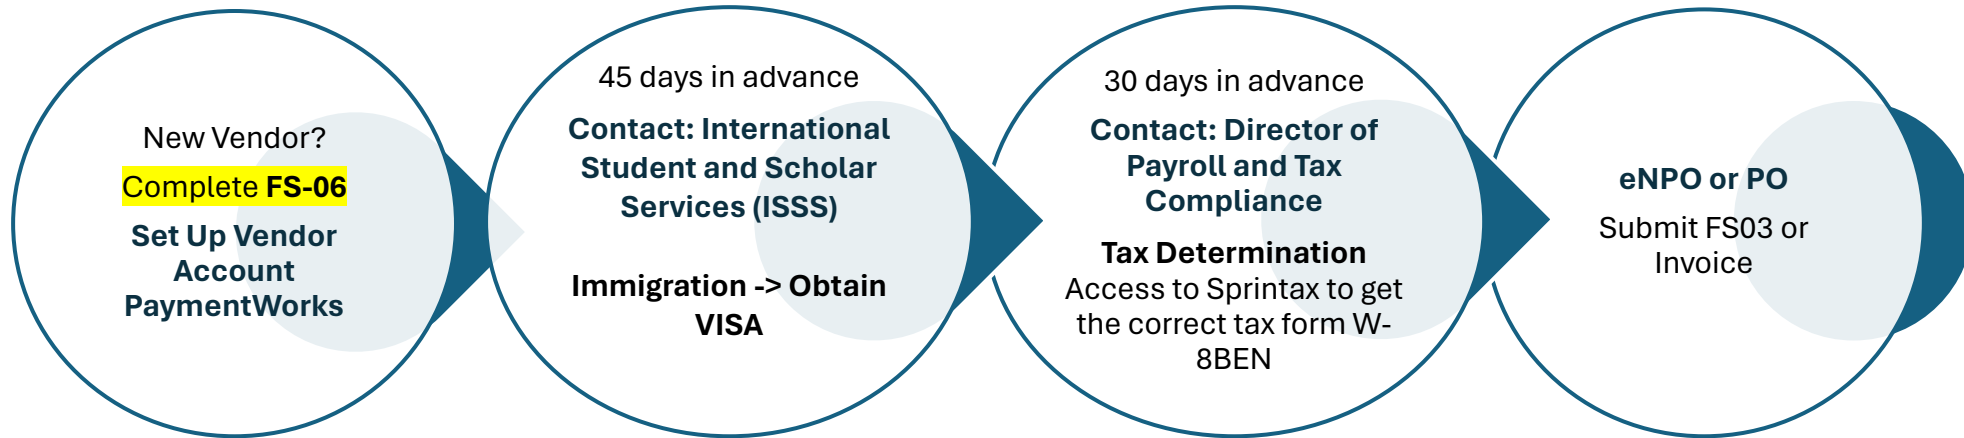 New Vendor?
Complete FS-06
Set Up Vendor
Account
PaymentWorks
45 days in advance
Contact: International
Student and Scholar
Services (ISSS)
Immigration -> Obtain
VISA
30 days in advance
Contact: Director of
Payroll and Tax
Compliance
Tax Determination
Access to Sprintax to get
the correct tax form W-
8BEN
eNPO or PO
Submit FS03 or
Invoice